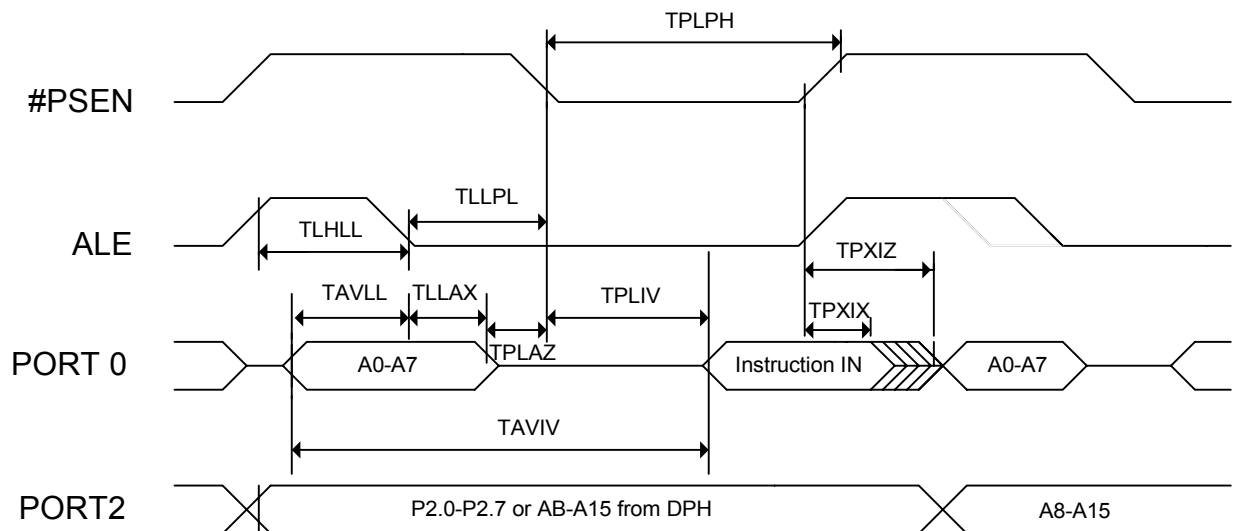 TPLPH
#PSEN
TLLPL
ALE
TLHLL
TPXIZ
TAVLL
TLLAX
TPLIV
TPXIX
TPLAZ
PORT 0
A0-A7
Instruction IN
A0-A7
TAVIV
PORT2
P2.0-P2.7 or AB-A15 from DPH
A8-A15